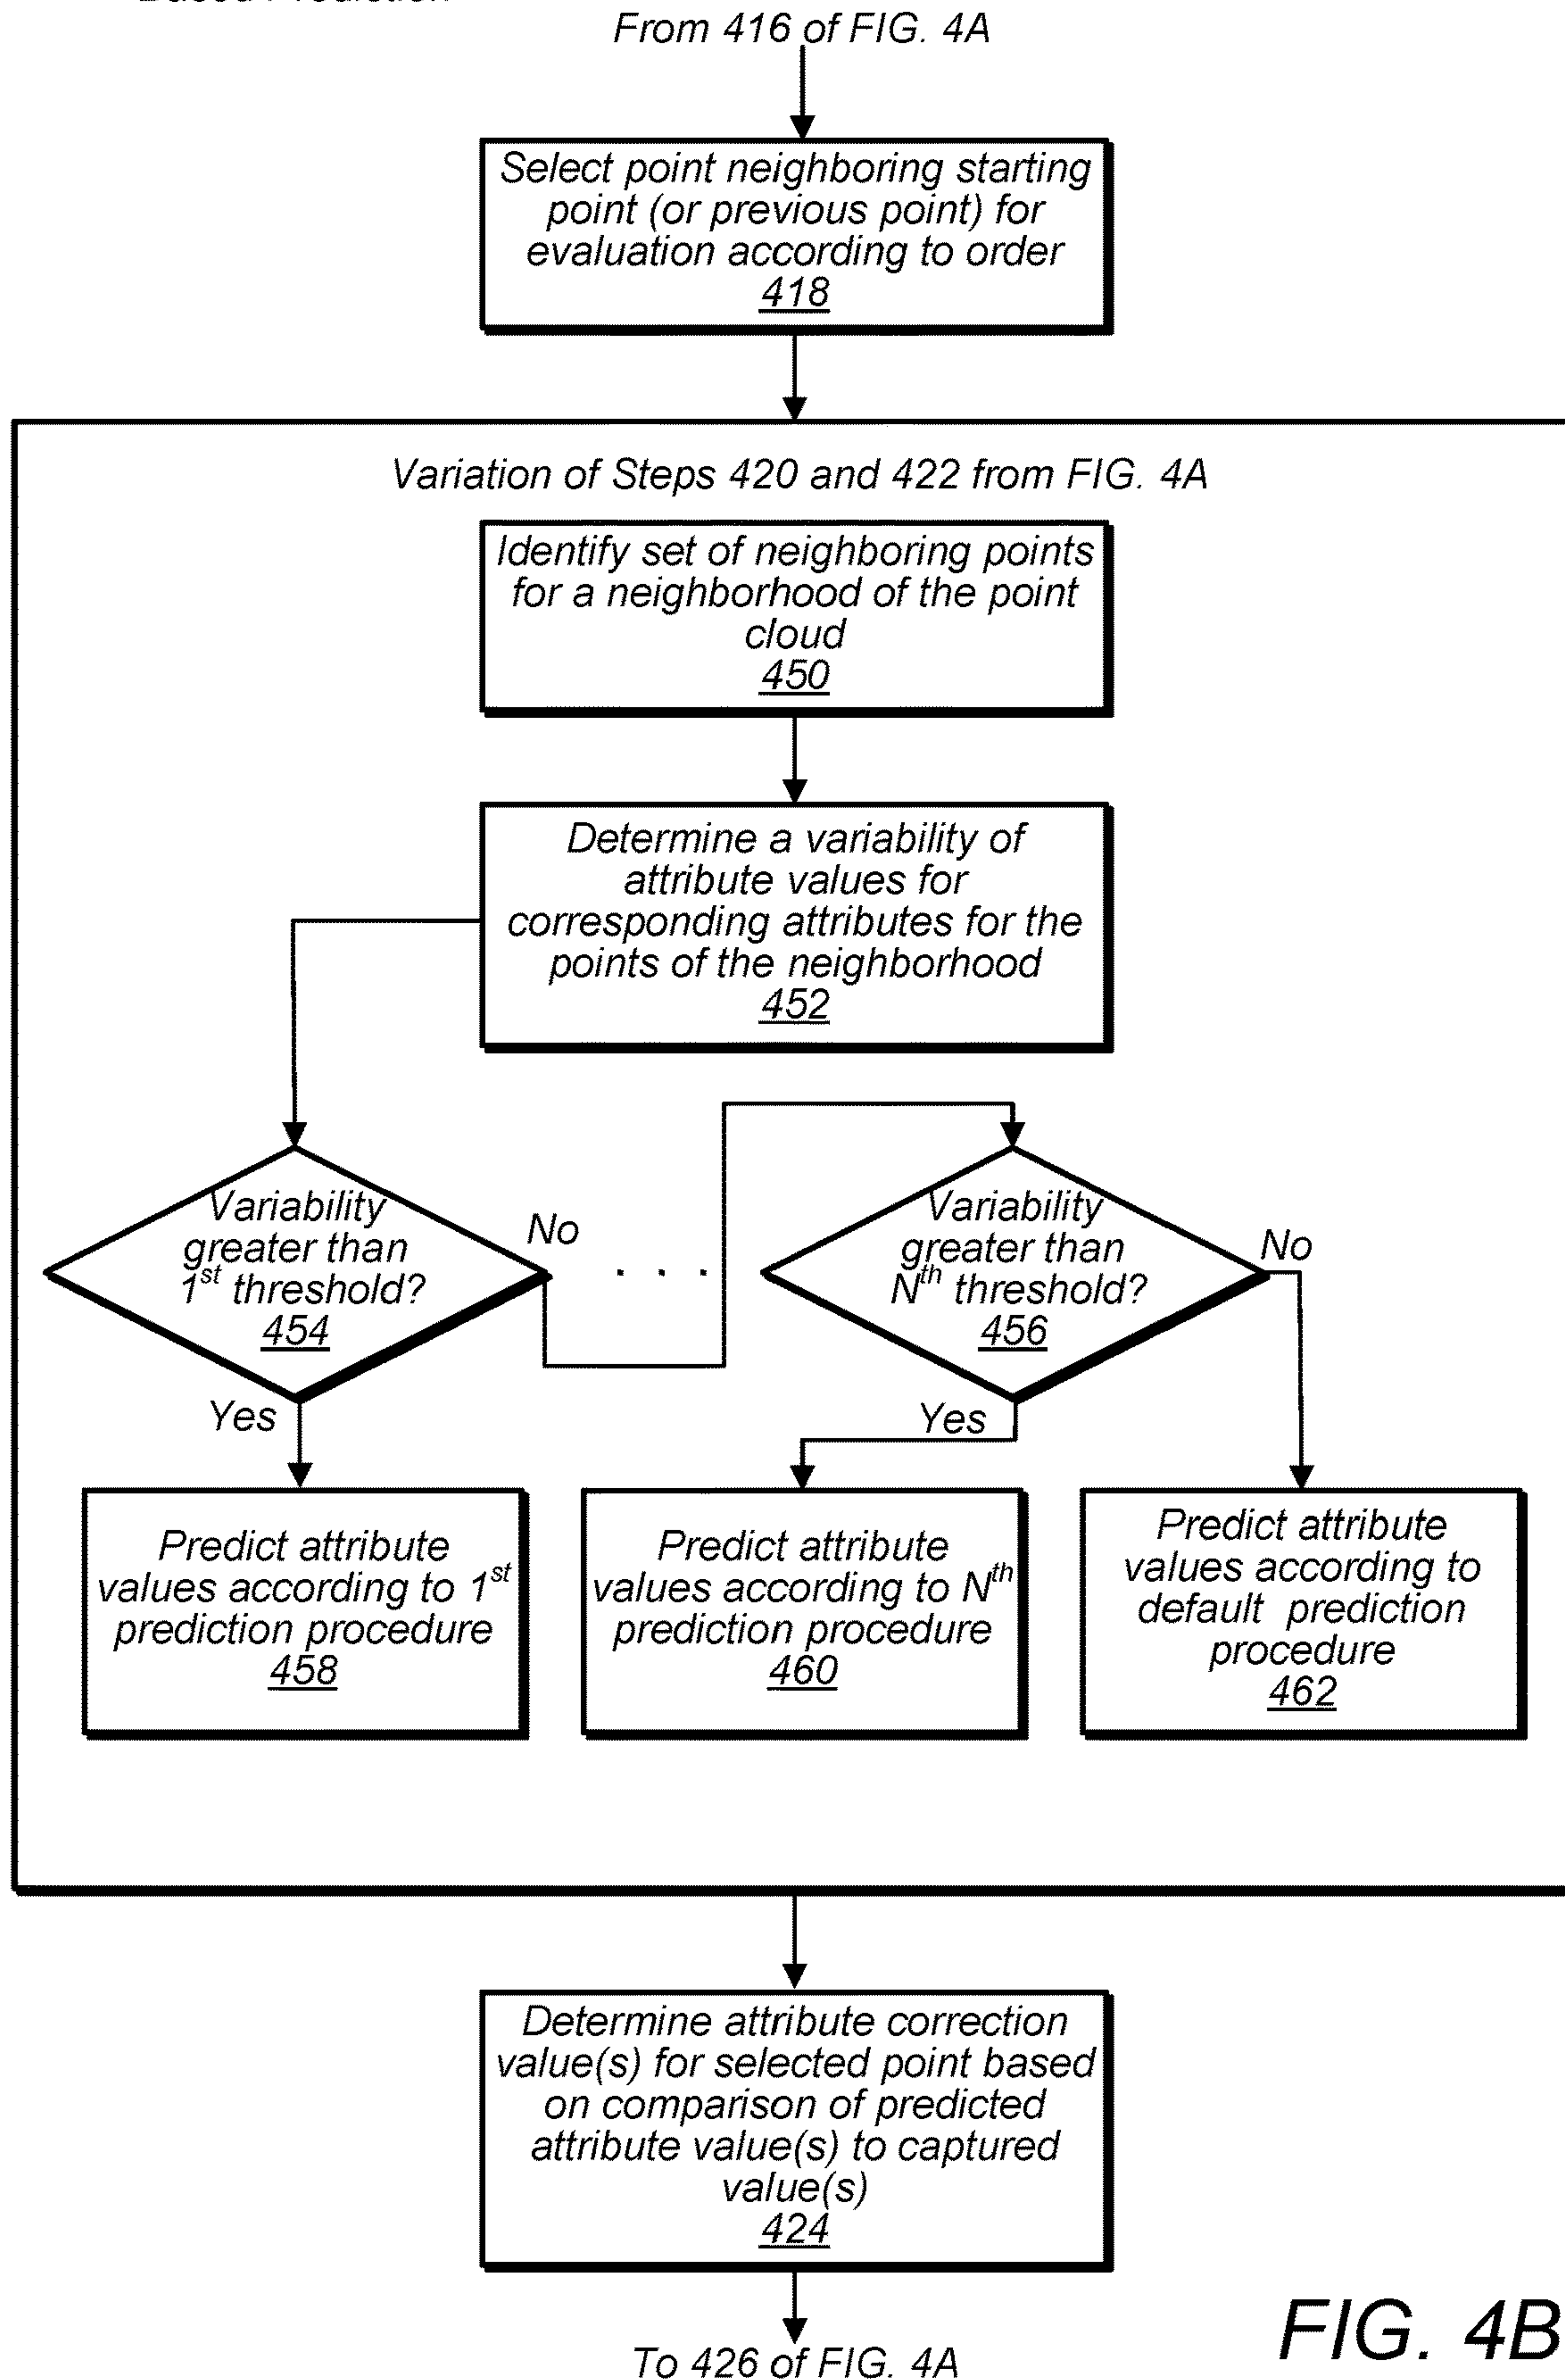 From 416 of FIG. 4A
Select point neighboring starting
point (or previous point) for
evaluation according to order
418
Variation of Steps 420 and 422 from FIG. 4A
Identify set of neighboring points
for a neighborhood of the point
cloud
450
Determine a variability of
attribute values for
corresponding attributes for the
points of the neighborhood
452
Variability
greater than
1st threshold?
454
No
. . .
Variability
greater than
Nth threshold?
456
No
Yes
Yes
Predict attribute
values according to 1st
prediction procedure
458
Predict attribute
values according to Nth
prediction procedure
460
Predict attribute
values according to
default prediction
procedure
462
Determine attribute correction
value(s) for selected point based
on comparison of predicted
attribute value(s) to captured
value(s)
424
To 426 of FIG. 4A
FIG. 4B